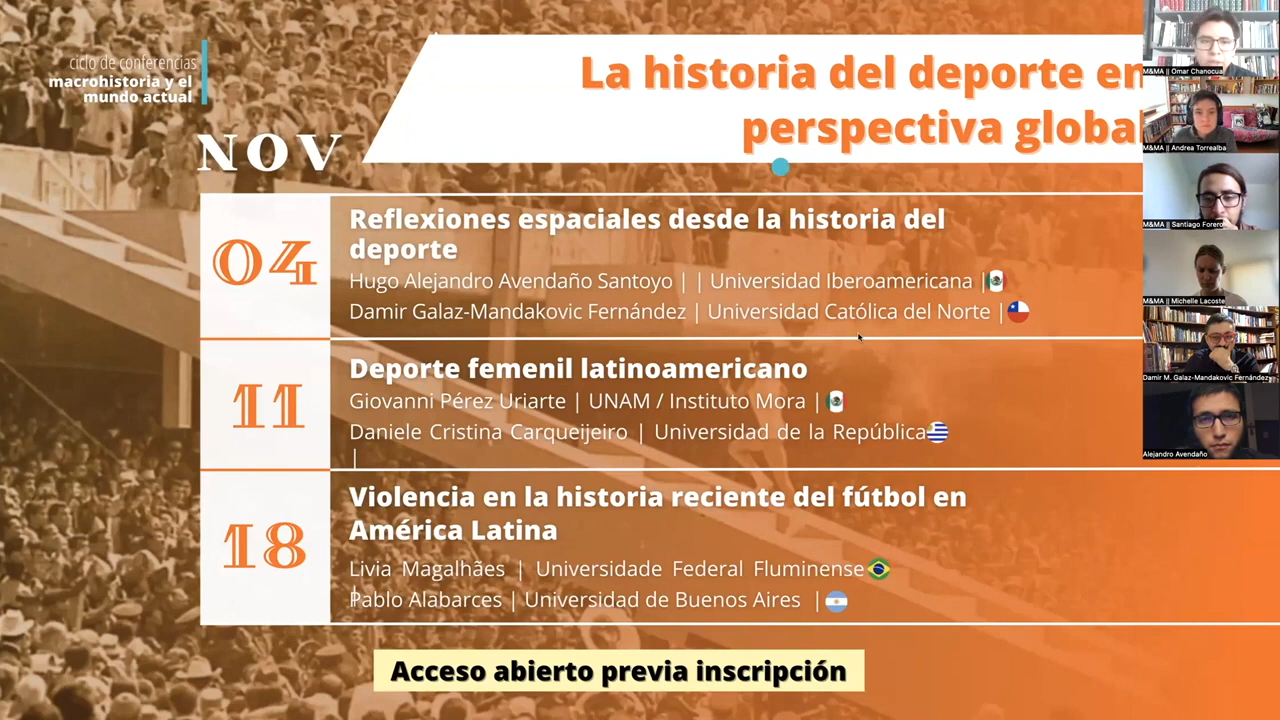 ciclo de conferencias
macrohistoria y el
mundo actual
La historia del deporte en
perspectiva global
NOV
04
Reflexiones espaciales desde la historia del
deporte
Hugo Alejandro Avendaño Santoyo | | Universidad Iberoamericana |
Damir Galaz-Mandakovic Fernández | Universidad Católica del Norte |
11
Deporte femenil latinoamericano
Giovanni Pérez Uriarte | UNAM / Instituto Mora |
Daniele Cristina Carqueijeiro | Universidad de la República
|
18
Violencia en la historia reciente del fútbol en
América Latina
Livia Magalhães | Universidade Federal Fluminense
|
Pablo Alabarces | Universidad de Buenos Aires |
Acceso abierto previa inscripción
M&MA || Omar Chanocua
M&MA || Andrea Torrealba
M&MA || Santiago Forero
M&MA || Michelle Lacoste
Damir M. Galaz-Mandakovic Fernández
Alejandro Avendaño